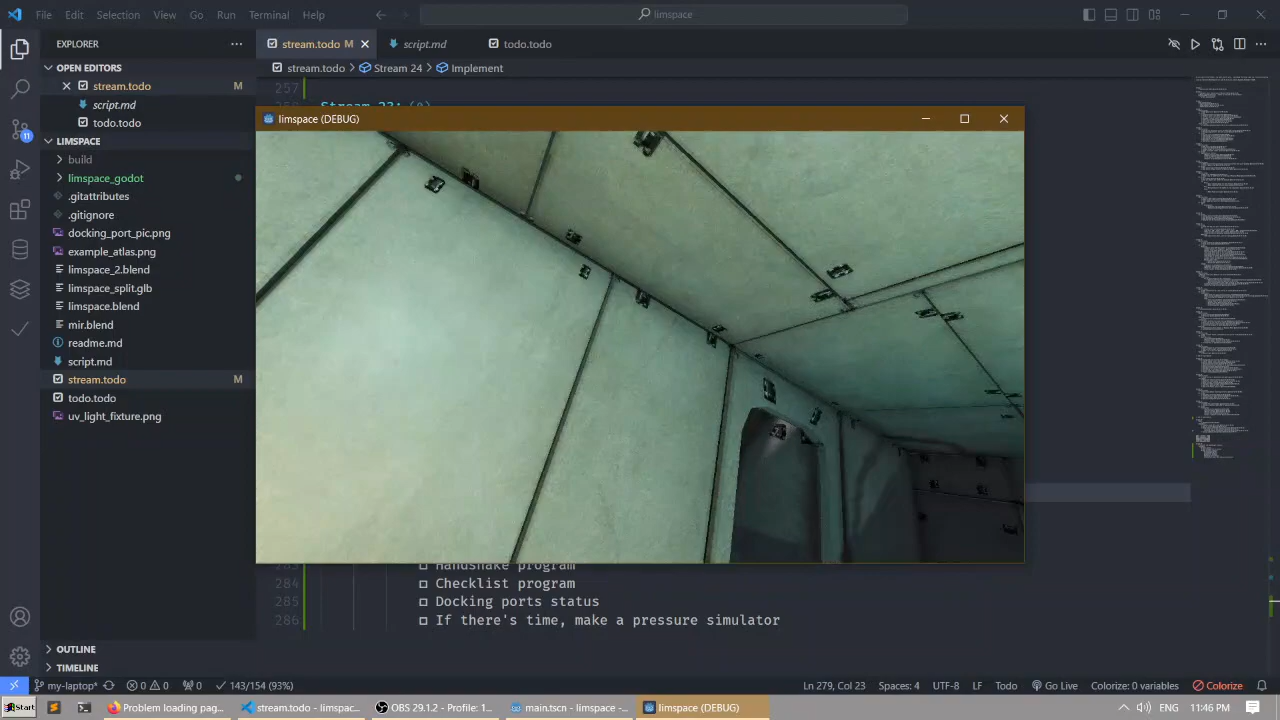 File Edit Selection View Go Run Terminal Help
limspace
EXPLORER
stream.todo M
script.md
todo.todo
OPEN EDITORS
stream.todo > Stream 24 > Implement
stream.todo M
257
script.md
limspace (DEBUG)
todo.todo
LIMSPACE
build
limspace_godot
.gitattributes
.gitignore
docking_port_pic.png
example_atlas.png
limspace_2.blend
limspace_split.glb
limspace.blend
mir.blend
readme.md
script.md
stream.todo M
todo.todo
uv_light_fixture.png
Handshake program
284 Checklist program
285 Docking ports status
286 If there's time, make a pressure simulator
OUTLINE
TIMELINE
my-laptop* 0 0 0 143/154 (93%) Ln 279, Col 23 Spaces: 4 UTF-8 LF Todo Go Live Colorize: 0 variables Colorize
Start Problem loading pag... stream.todo - limspac... OBS 29.1.2 - Profile: 1... main.tscn - limspace -... limspace (DEBUG) ENG 11:46 PM
11